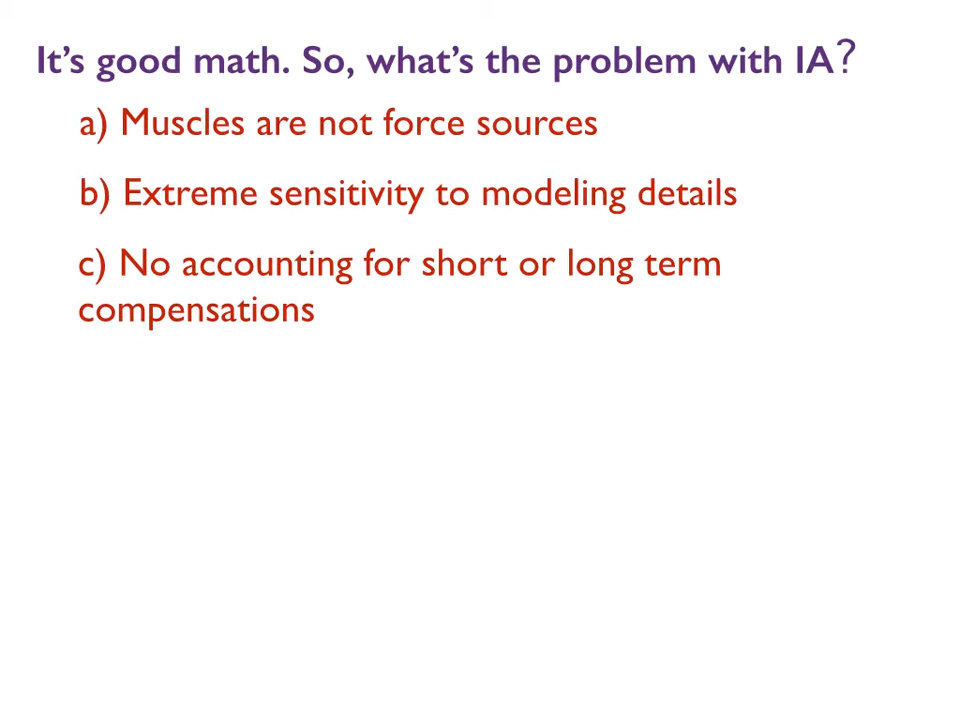 It’s good math. So, what’s the problem with IA?
a) Muscles are not force sources
b) Extreme sensitivity to modeling details
c) No accounting for short or long term
compensations